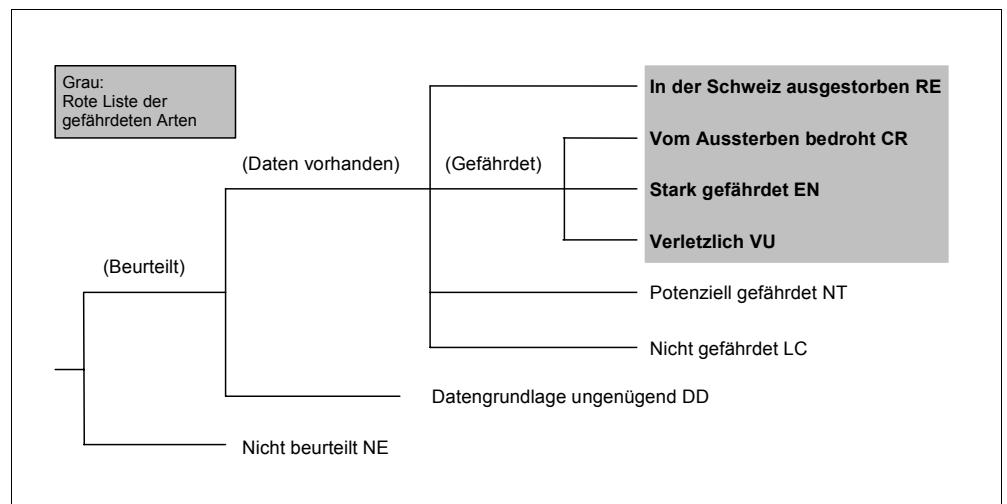 Grau:
Rote Liste der
gefährdeten Arten
In der Schweiz ausgestorben RE
Vom Aussterben bedroht CR
(Daten vorhanden)
(Gefährdet)
Stark gefährdet EN
Verletzlich VU
(Beurteilt)
Potenziell gefährdet NT
Nicht gefährdet LC
Datengrundlage ungenügend DD
Nicht beurteilt NE